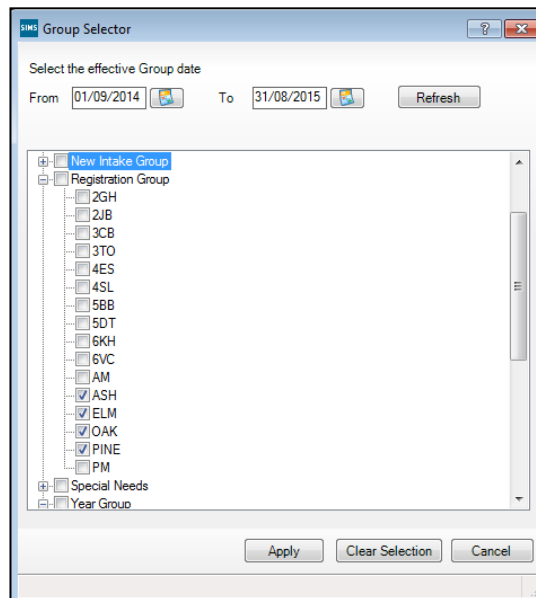 SIMS Group Selector
Select the effective Group date
From 01/09/2014 To 31/08/2015 Refresh
New Intake Group
Registration Group
2GH
2JB
3CB
3TO
4ES
4SL
5BB
5DT
6KH
6VC
AM
ASH
ELM
OAK
PINE
PM
Special Needs
Year Group
Apply Clear Selection Cancel